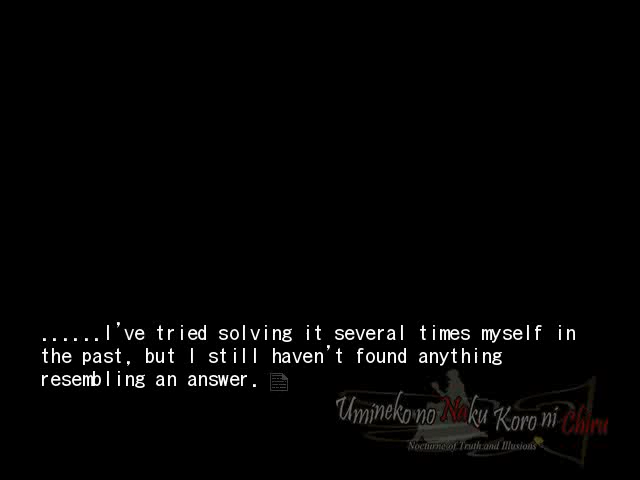 ......I've tried solving it several times myself in
the past, but I still haven't found anything
resembling an answer.
Umineko no Naku Koro ni Chiru
Nocturne of Truth and Illusions